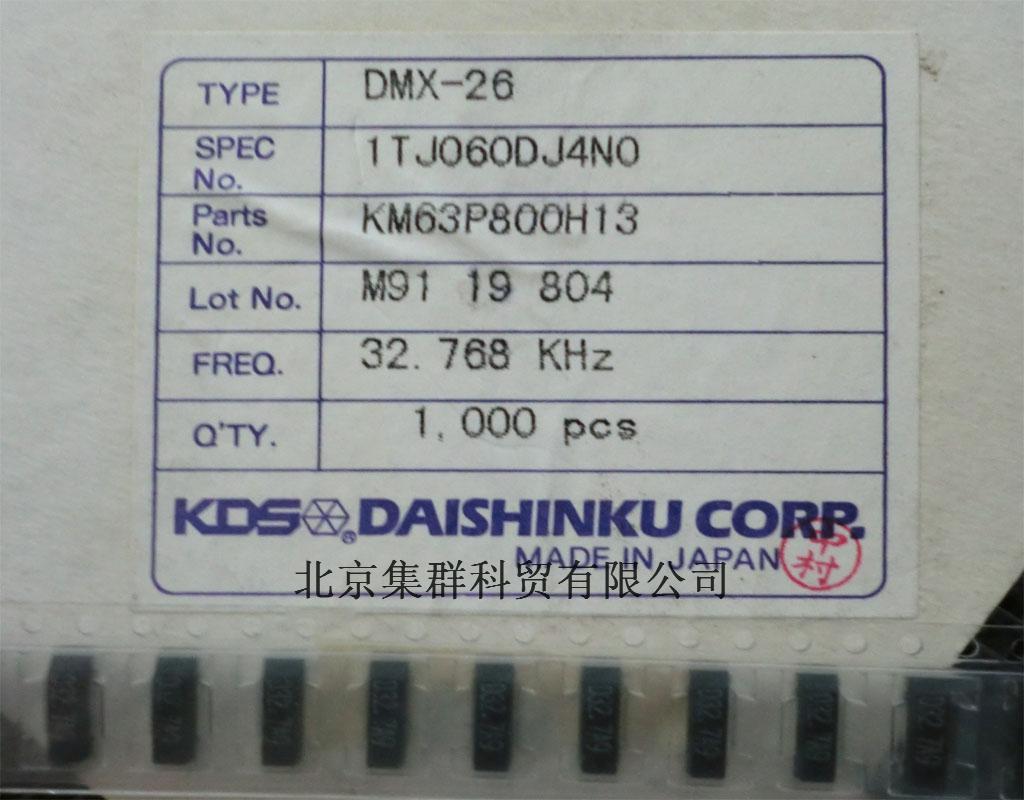 TYPE DMX-26
SPEC No. 1TJ060DJ4N0
Parts No. KM63P800H13
Lot No. M91 19 804
FREQ. 32.768 KHz
Q'TY. 1,000 pcs
KDS® DAISHINKU CORP.
MADE IN JAPAN
中村
北京集群科贸有限公司